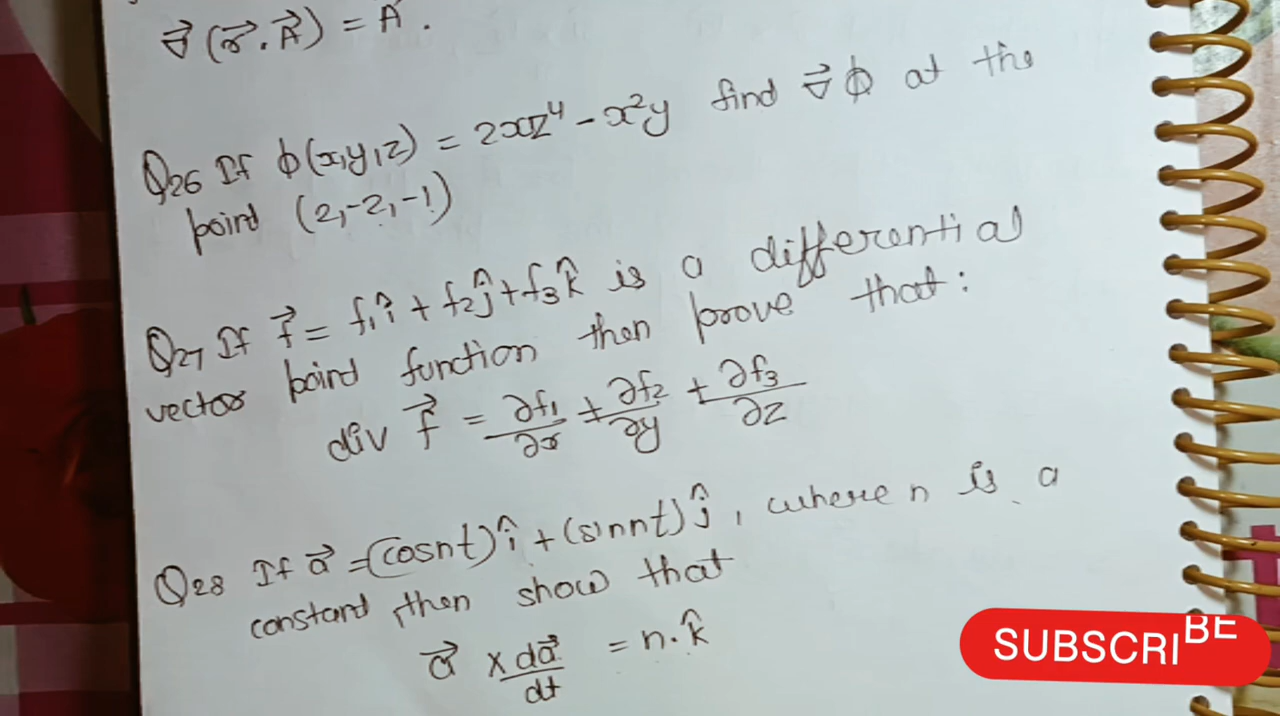 ∇⃗ (r⃗ . A⃗) = A⃗ .
Q26 If ϕ(x,y,z) = 2xz⁴ - x²y find ∇⃗ ϕ at the
point (2,-2,-1)
Q27 If f⃗ = f₁î + f₂ĵ + f₃k̂ is a differential
vector point function then prove that :
div f⃗ = ∂f₁/∂x + ∂f₂/∂y + ∂f₃/∂z
Q28 If a⃗ = (cosnt)î + (sinnt)ĵ , where n is a
constant , then show that
a⃗ × da⃗/dt = n.k̂
SUBSCRIBE